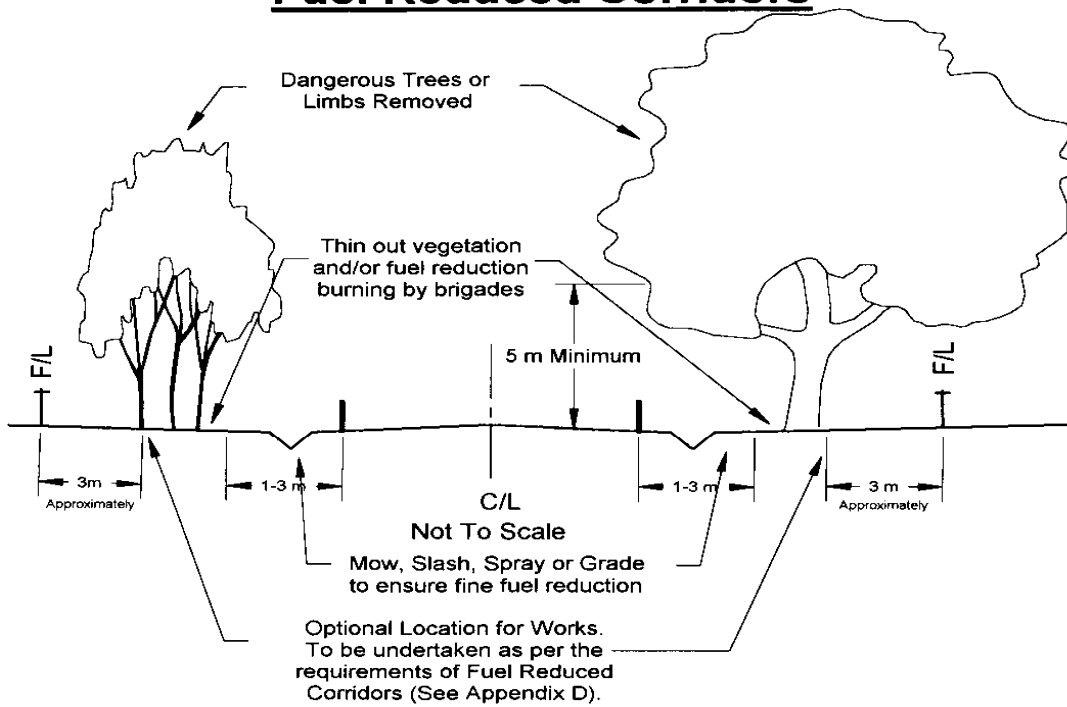 Fuel Reduced Corridors
Dangerous Trees or
Limbs Removed
Thin out vegetation
and/or fuel reduction
burning by brigades
5 m Minimum
F/L
F/L
3m
Approximately
1-3 m
1-3 m
3 m
Approximately
C/L
Not To Scale
Mow, Slash, Spray or Grade
to ensure fine fuel reduction
Optional Location for Works.
To be undertaken as per the
requirements of Fuel Reduced
Corridors (See Appendix D).